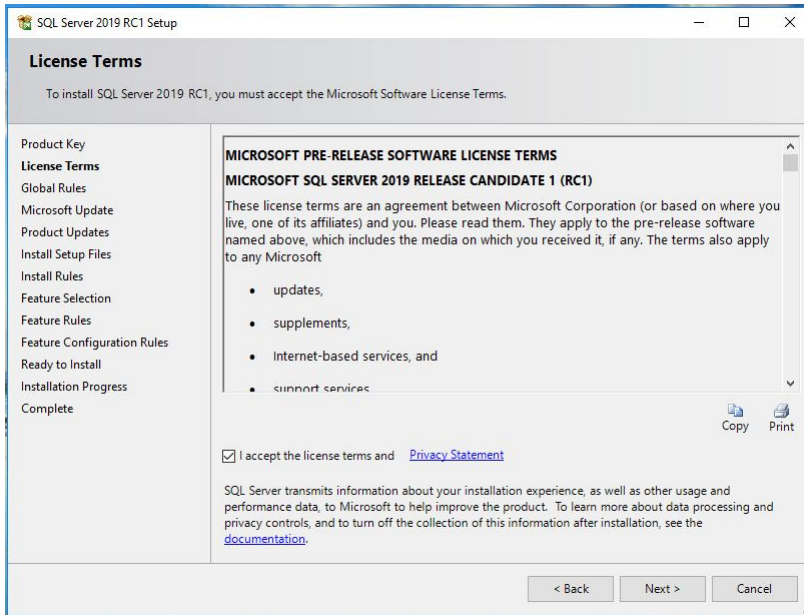 SQL Server 2019 RC1 Setup
License Terms
To install SQL Server 2019 RC1, you must accept the Microsoft Software License Terms.
Product Key
License Terms
Global Rules
Microsoft Update
Product Updates
Install Setup Files
Install Rules
Feature Selection
Feature Rules
Feature Configuration Rules
Ready to Install
Installation Progress
Complete
MICROSOFT PRE-RELEASE SOFTWARE LICENSE TERMS
MICROSOFT SQL SERVER 2019 RELEASE CANDIDATE 1 (RC1)
These license terms are an agreement between Microsoft Corporation (or based on where you
live, one of its affiliates) and you. Please read them. They apply to the pre-release software
named above, which includes the media on which you received it, if any. The terms also apply
to any Microsoft
• updates,
• supplements,
• Internet-based services, and
• support services
Copy
Print
I accept the license terms and Privacy Statement
SQL Server transmits information about your installation experience, as well as other usage and
performance data, to Microsoft to help improve the product. To learn more about data processing and
privacy controls, and to turn off the collection of this information after installation, see the
documentation.
< Back
Next >
Cancel